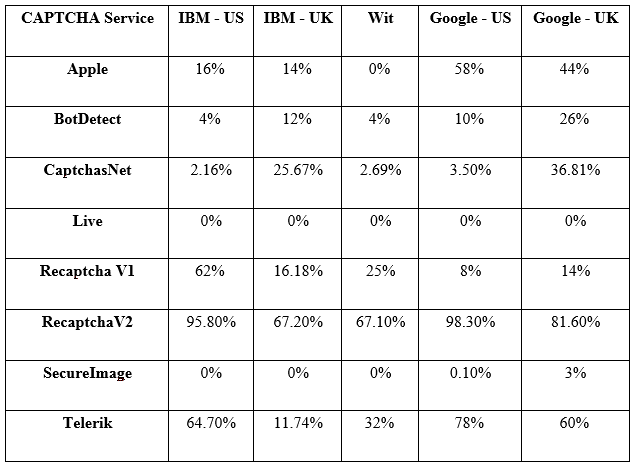 CAPTCHA Service IBM - US IBM - UK Wit Google - US Google - UK
Apple 16% 14% 0% 58% 44%
BotDetect 4% 12% 4% 10% 26%
CaptchasNet 2.16% 25.67% 2.69% 3.50% 36.81%
Live 0% 0% 0% 0% 0%
Recaptcha V1 62% 16.18% 25% 8% 14%
RecaptchaV2 95.80% 67.20% 67.10% 98.30% 81.60%
SecureImage 0% 0% 0% 0.10% 3%
Telerik 64.70% 11.74% 32% 78% 60%